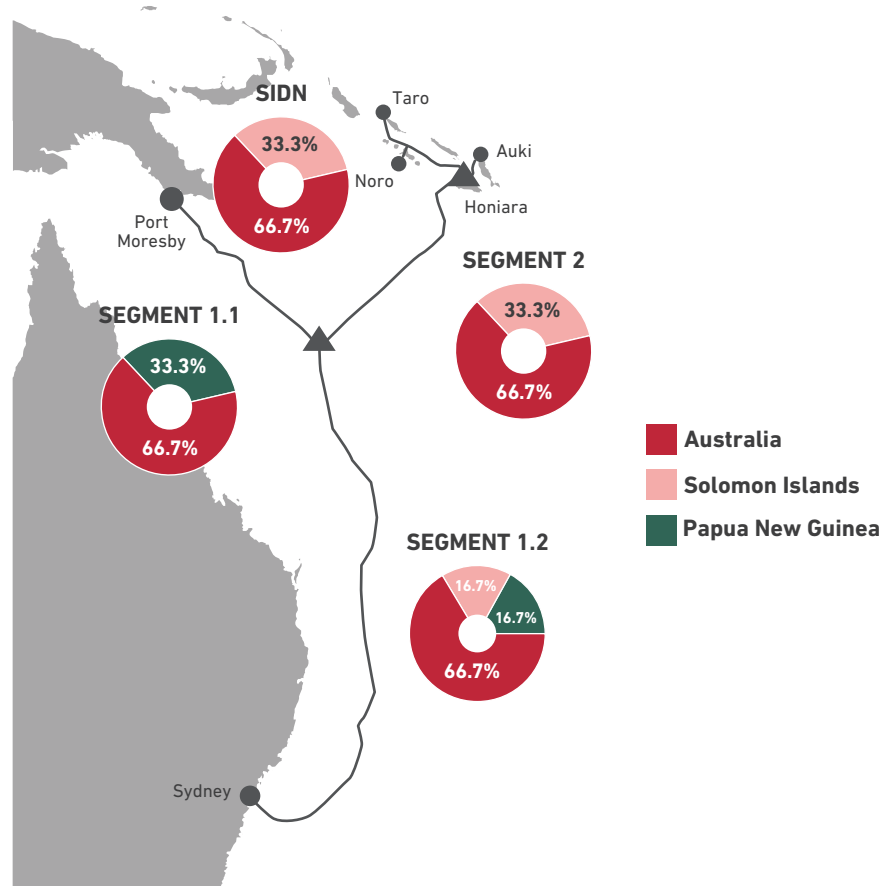 SIDN
33.3%
66.7%
Taro
Auki
Noro
Honiara
Port
Moresby
SEGMENT 2
33.3%
66.7%
SEGMENT 1.1
33.3%
66.7%
Australia
Solomon Islands
Papua New Guinea
SEGMENT 1.2
16.7%
16.7%
66.7%
Sydney